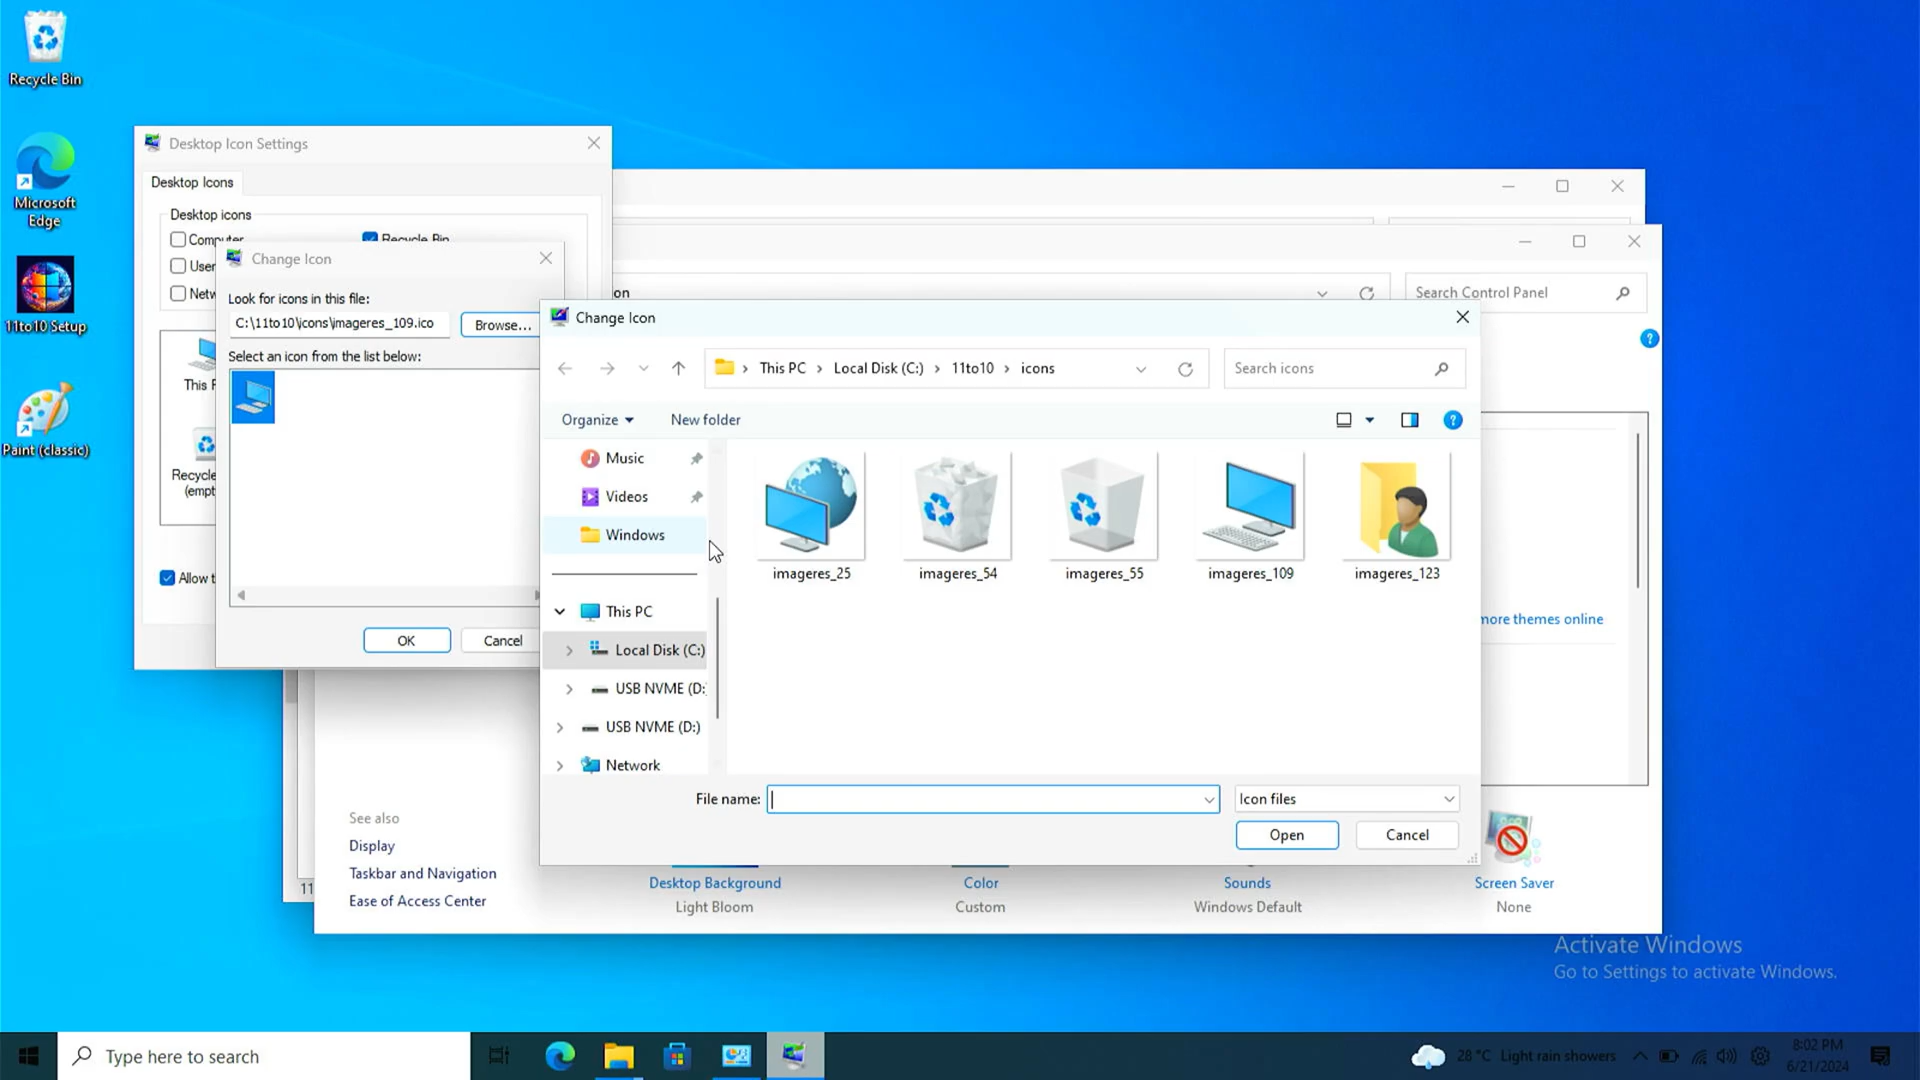 Recycle Bin
Microsoft
Edge
11to10 Setup
Paint (classic)
Desktop Icon Settings
Desktop Icons
Desktop icons
Computer
Recycle Bin
User
Netw
This P
Recycle
(empt
Allow t
Change Icon
Look for icons in this file:
C:\11to10\icons\imageres_109.ico
Browse...
Select an icon from the list below:
OK
Cancel
on
Search Control Panel
Change Icon
This PC
Local Disk (C:)
11to10
icons
Search icons
Organize
New folder
Music
Videos
Windows
This PC
Local Disk (C:)
USB NVME (D:
USB NVME (D:)
Network
imageres_25
imageres_54
imageres_55
imageres_109
imageres_123
File name:
Icon files
Open
Cancel
more themes online
See also
Display
Taskbar and Navigation
Ease of Access Center
11
Desktop Background
Light Bloom
Color
Custom
Sounds
Windows Default
Screen Saver
None
Activate Windows
Go to Settings to activate Windows.
Type here to search
28 °C Light rain showers
8:02 PM
6/21/2024